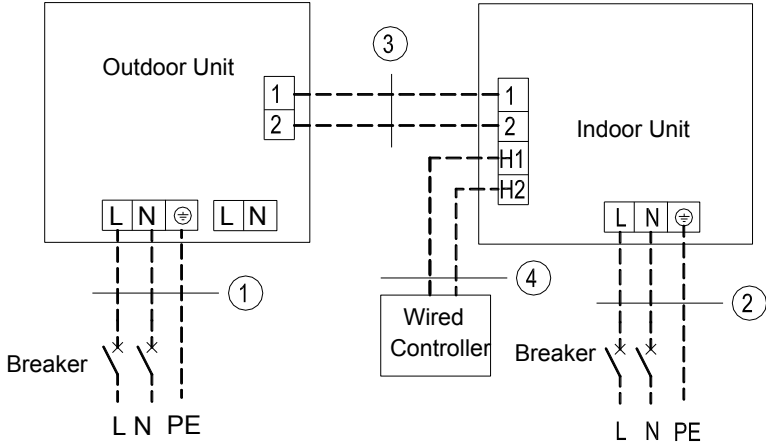 Outdoor Unit
1
2
L N ⏚ L N
①
Breaker
L N PE
③
1
2
H1
H2
Indoor Unit
L N ⏚
④
Wired
Controller
②
Breaker
L N PE